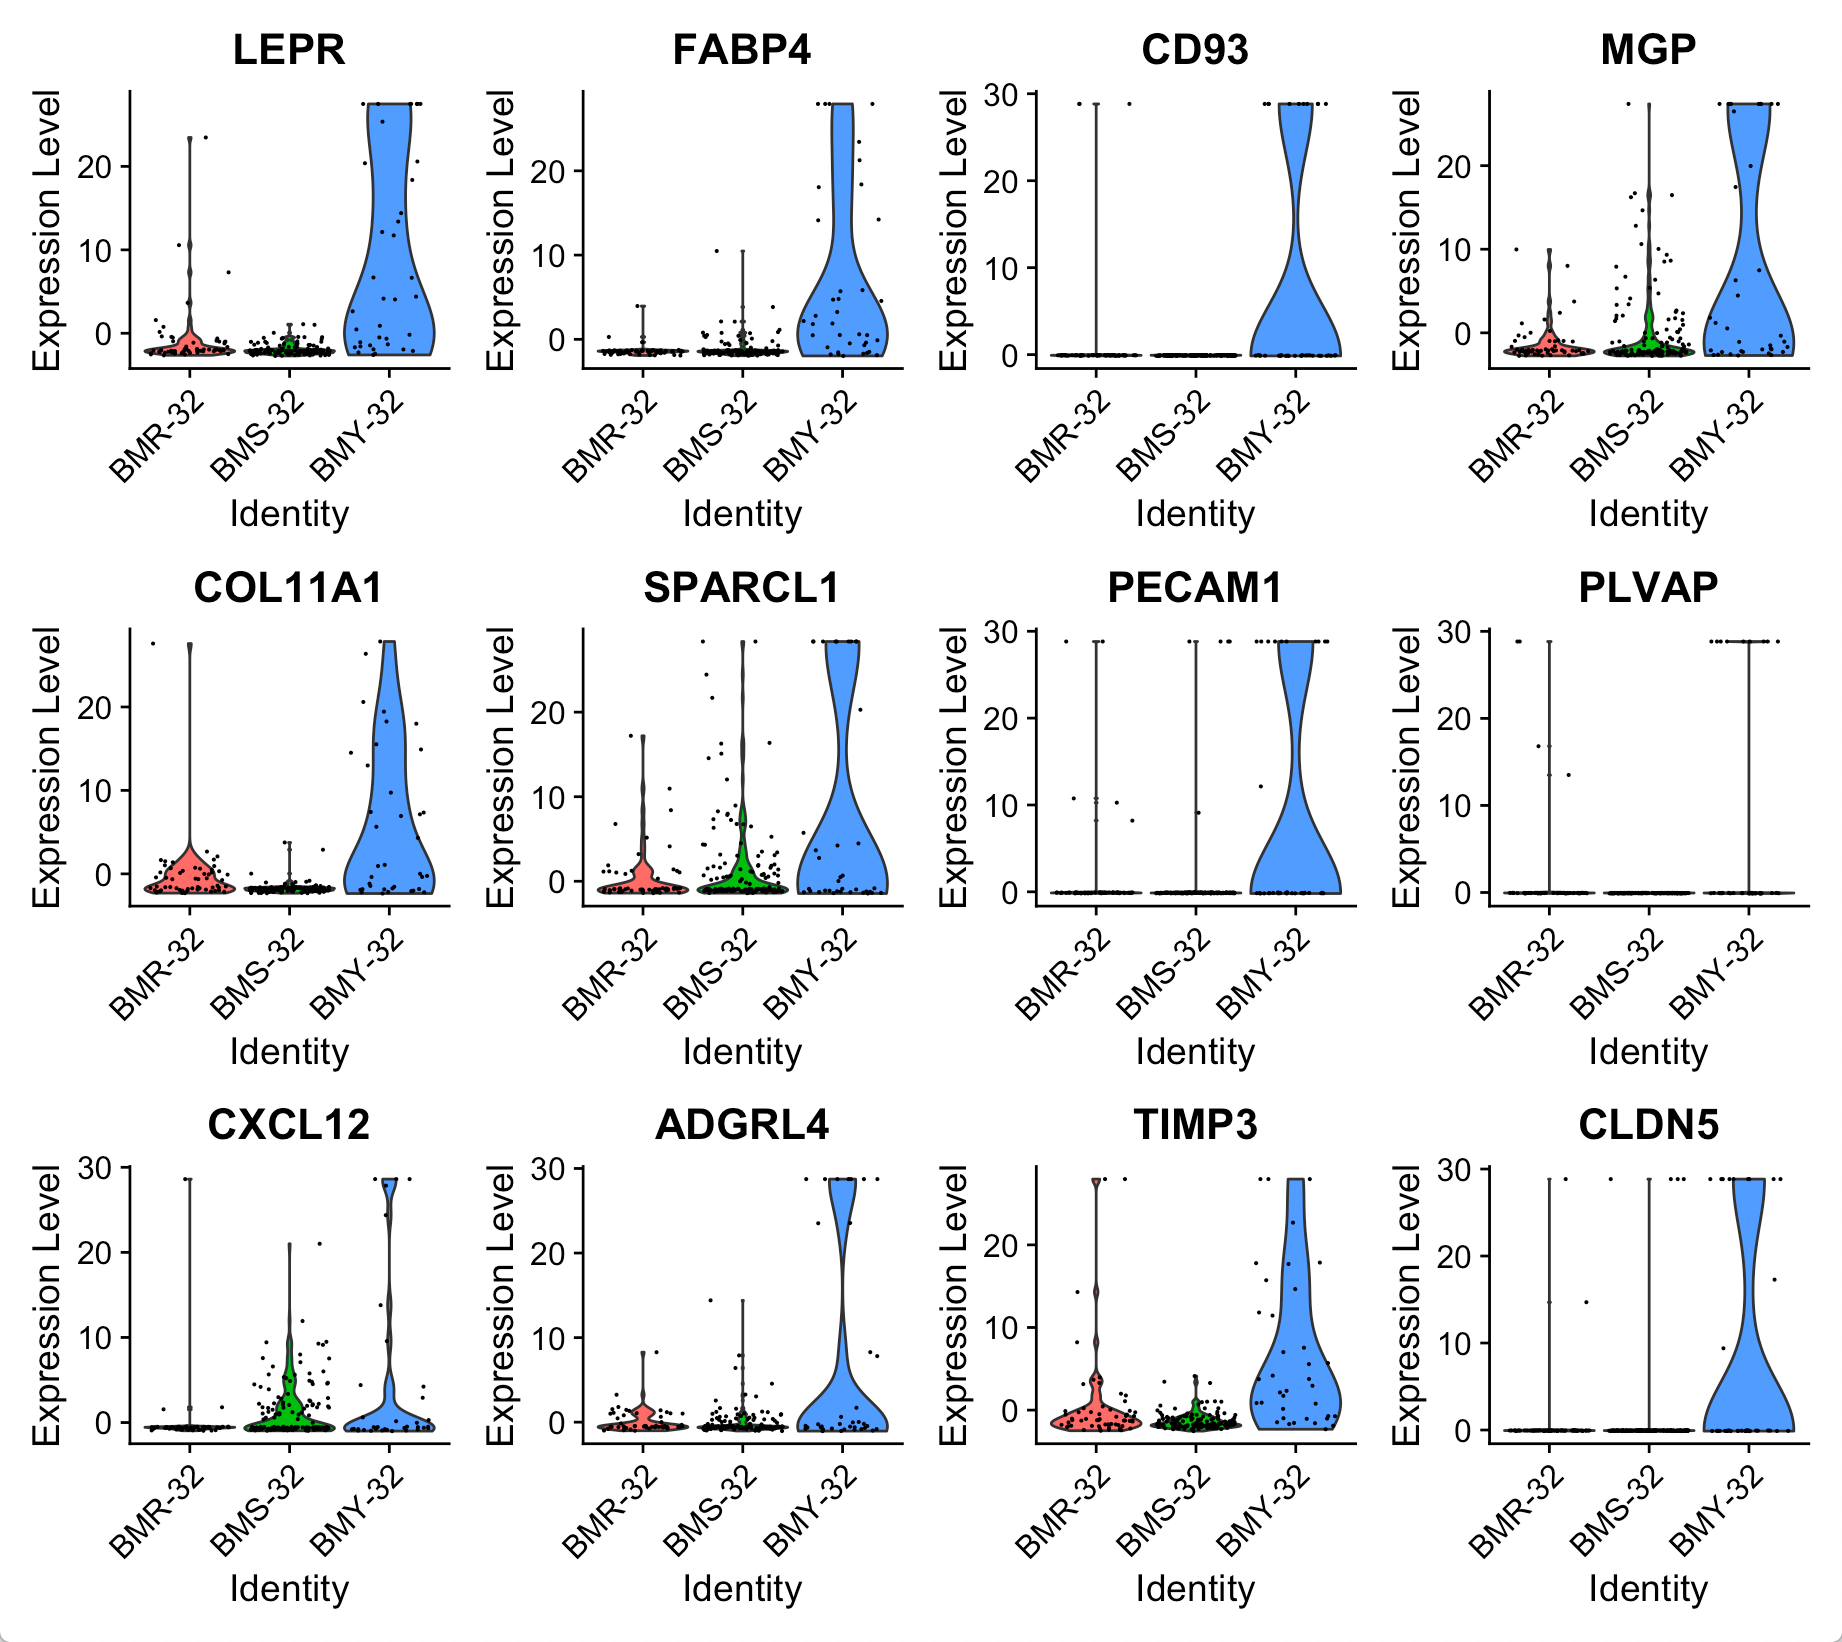 LEPR
Expression Level
20
10
0
BMR-32
BMS-32
BMY-32
Identity
FABP4
Expression Level
20
10
0
BMR-32
BMS-32
BMY-32
Identity
CD93
Expression Level
30
20
10
0
BMR-32
BMS-32
BMY-32
Identity
MGP
Expression Level
20
10
0
BMR-32
BMS-32
BMY-32
Identity
COL11A1
Expression Level
20
10
0
BMR-32
BMS-32
BMY-32
Identity
SPARCL1
Expression Level
20
10
0
BMR-32
BMS-32
BMY-32
Identity
PECAM1
Expression Level
30
20
10
0
BMR-32
BMS-32
BMY-32
Identity
PLVAP
Expression Level
30
20
10
0
BMR-32
BMS-32
BMY-32
Identity
CXCL12
Expression Level
30
20
10
0
BMR-32
BMS-32
BMY-32
Identity
ADGRL4
Expression Level
30
20
10
0
BMR-32
BMS-32
BMY-32
Identity
TIMP3
Expression Level
20
10
0
BMR-32
BMS-32
BMY-32
Identity
CLDN5
Expression Level
30
20
10
0
BMR-32
BMS-32
BMY-32
Identity